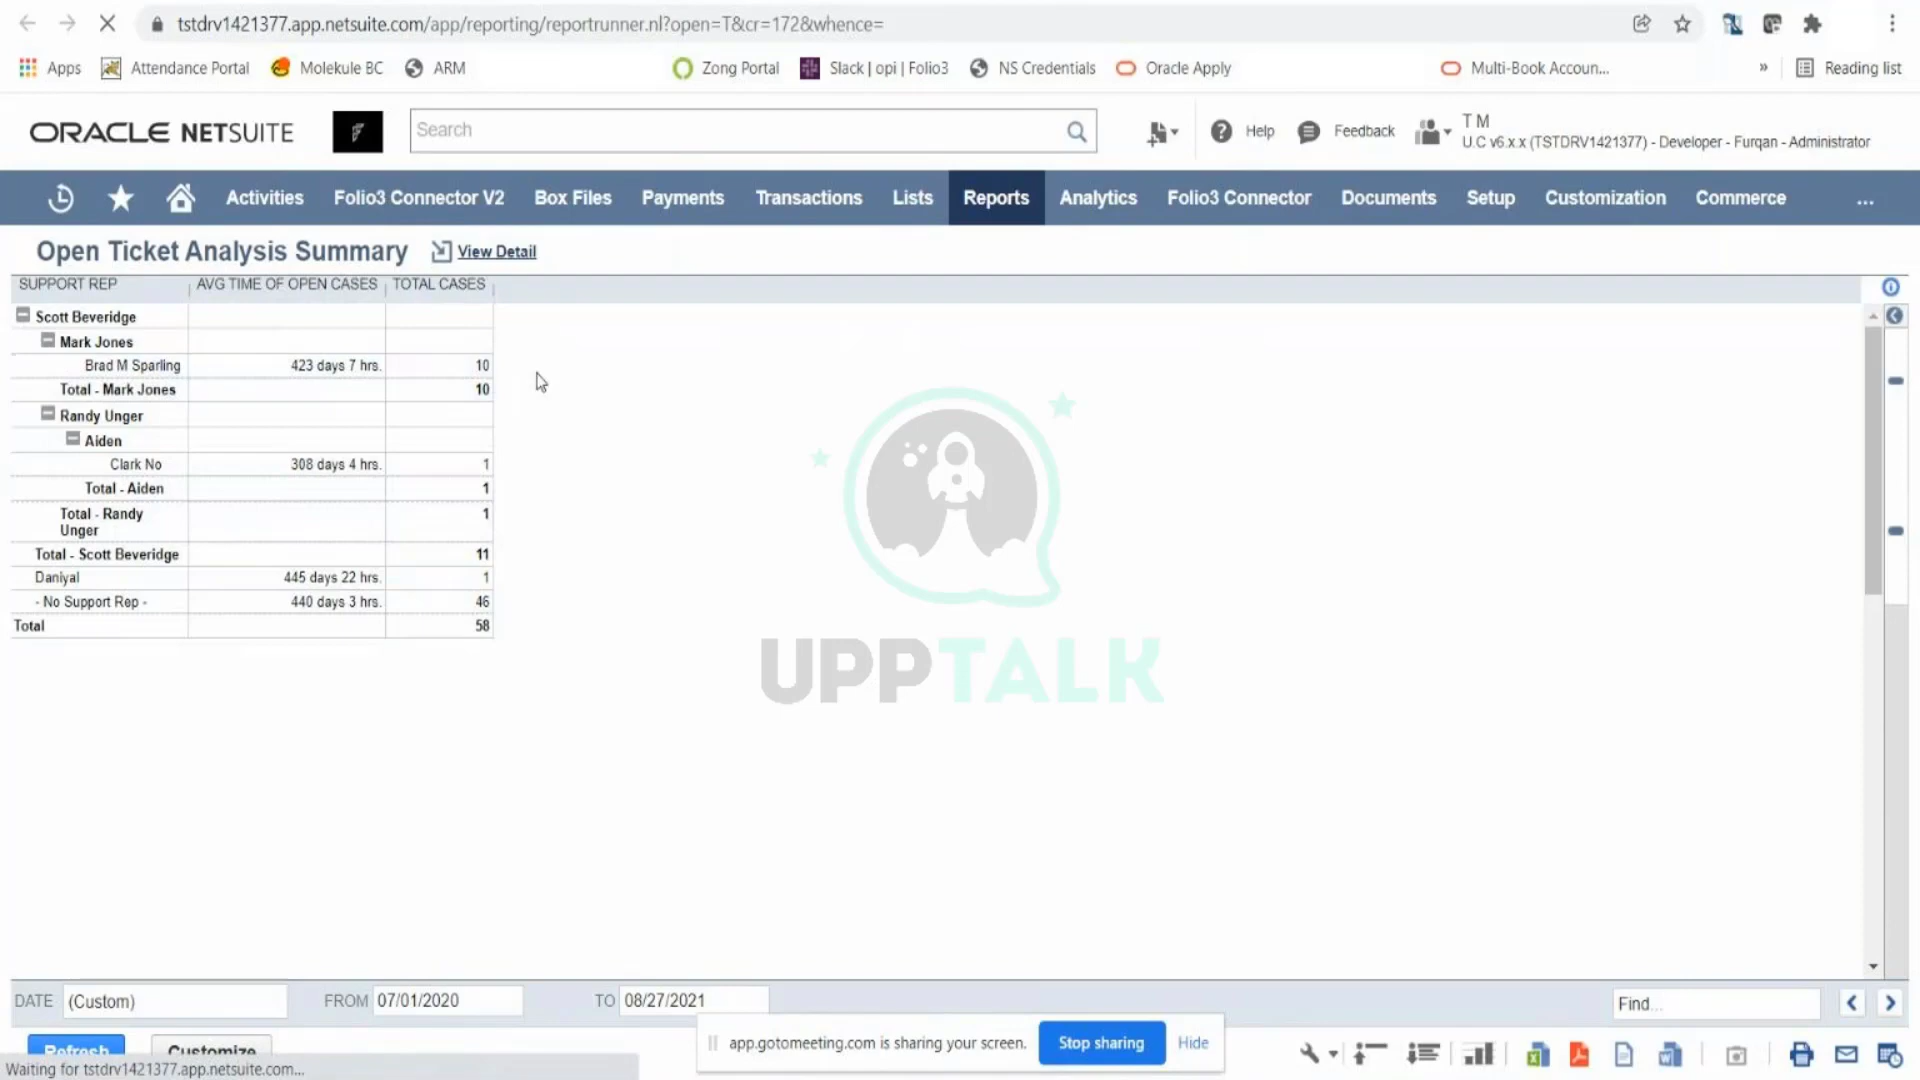 tstdrv1421377.app.netsuite.com/app/reporting/reportrunner.nl?open=T&cr=172&whence=
Apps Attendance Portal Molekule BC ARM Zong Portal Slack | opi | Folio3 NS Credentials Oracle Apply Multi-Book Accoun... » Reading list
ORACLE NETSUITE Search Help Feedback T M
U.C v6.x.x (TSTDRV1421377) - Developer - Furqan - Administrator
Activities Folio3 Connector V2 Box Files Payments Transactions Lists Reports Analytics Folio3 Connector Documents Setup Customization Commerce ...
Open Ticket Analysis Summary View Detail
SUPPORT REP AVG TIME OF OPEN CASES TOTAL CASES
Scott Beveridge
Mark Jones
Brad M Sparling 423 days 7 hrs. 10
Total - Mark Jones 10
Randy Unger
Aiden
Clark No 308 days 4 hrs. 1
Total - Aiden 1
Total - Randy 1
Unger
Total - Scott Beveridge 11
Daniyal 445 days 22 hrs. 1
- No Support Rep - 440 days 3 hrs. 46
Total 58
UPPTALK
DATE (Custom) FROM 07/01/2020 TO 08/27/2021 Find...
Refresh Customize
app.gotomeeting.com is sharing your screen. Stop sharing Hide
Waiting for tstdrv1421377.app.netsuite.com...